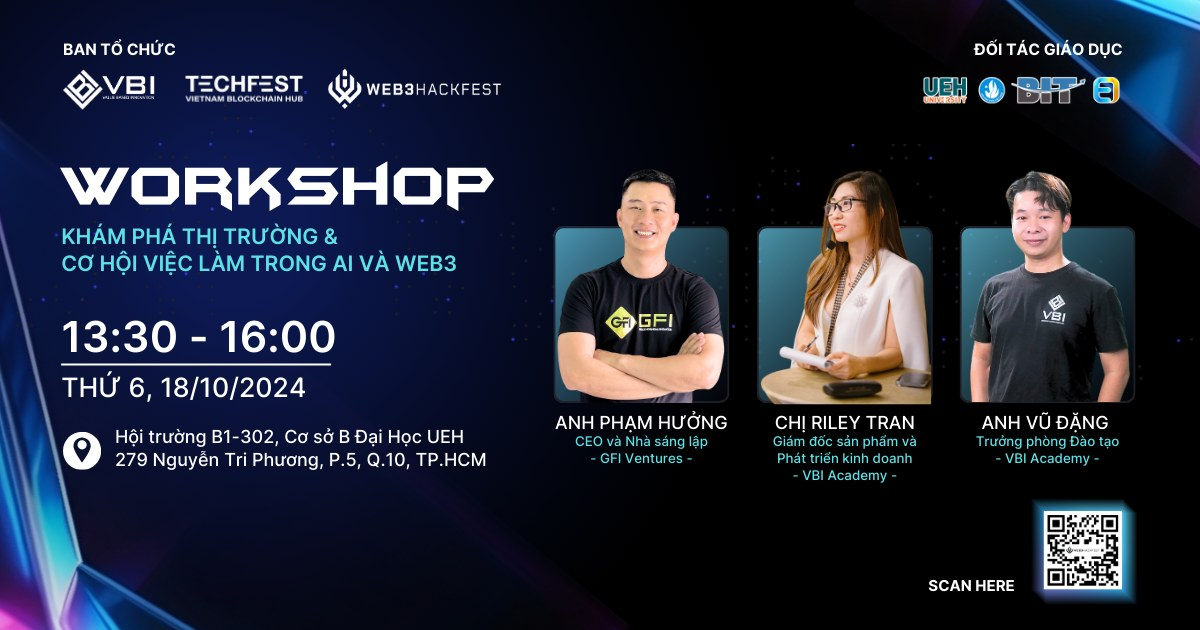 BAN TỔ CHỨC
VBI
VALUE BASED INNOVATION
TECHFEST
VIETNAM BLOCKCHAIN HUB
WEB3HACKFEST
ĐỐI TÁC GIÁO DỤC
UEH
UNIVERSITY
BIT
WORKSHOP
KHÁM PHÁ THỊ TRƯỜNG &
CƠ HỘI VIỆC LÀM TRONG AI VÀ WEB3
13:30 - 16:00
THỨ 6, 18/10/2024
Hội trường B1-302, Cơ sở B Đại Học UEH
279 Nguyễn Tri Phương, P.5, Q.10, TP.HCM
GFI GFI
VBI
ANH PHẠM HƯỞNG
CEO và Nhà sáng lập
- GFI Ventures -
CHỊ RILEY TRAN
Giám đốc sản phẩm và
Phát triển kinh doanh
- VBI Academy -
ANH VŨ ĐẶNG
Trưởng phòng Đào tạo
- VBI Academy -
SCAN HERE
WEB3HACKFEST